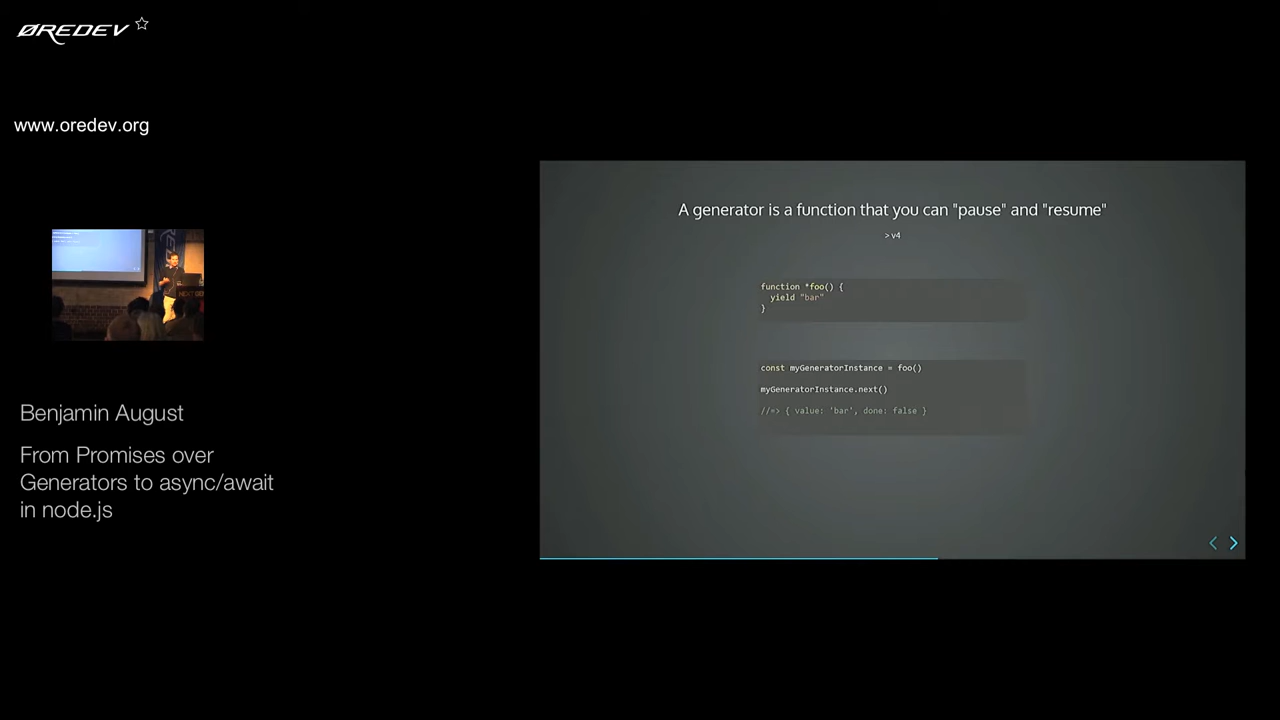 ØREDEV
www.oredev.org
A generator is a function that you can "pause" and "resume"
> v4
function *foo() {
yield "bar"
}
const myGeneratorInstance = foo()
myGeneratorInstance.next()
//=> { value: 'bar', done: false }
Benjamin August
From Promises over
Generators to async/await
in node.js